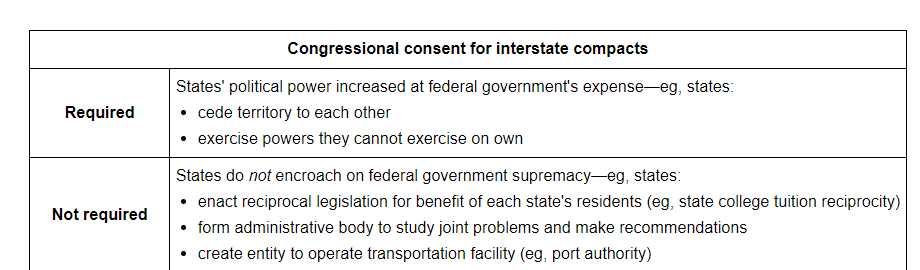 Congressional consent for interstate compacts
Required
States' political power increased at federal government's expense—eg, states:
• cede territory to each other
• exercise powers they cannot exercise on own
Not required
States do not encroach on federal government supremacy—eg, states:
• enact reciprocal legislation for benefit of each state's residents (eg, state college tuition reciprocity)
• form administrative body to study joint problems and make recommendations
• create entity to operate transportation facility (eg, port authority)